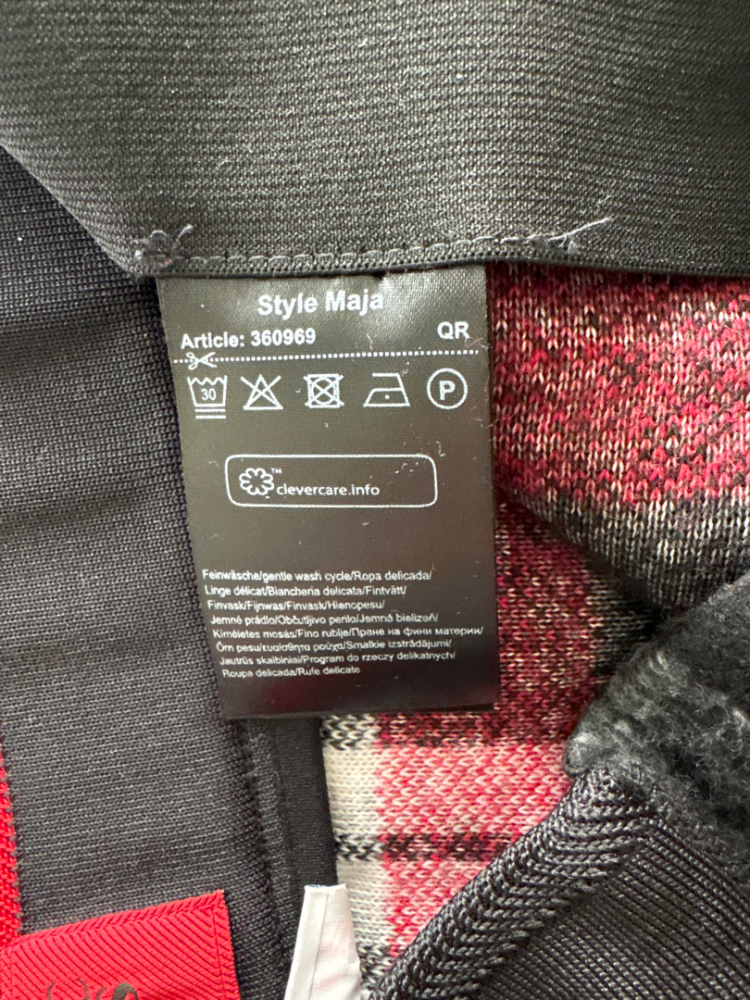 Style Maja
Article: 360969 QR
30
P
™
clevercare.info
Feinwäsche/gentle wash cycle/Ropa delicada/
Linge délicat/Biancheria delicata/Fintvätt/
Finvask/Fijnwas/Finvask/Hienopesu/
Jemné prádlo/Občutljivo perilo/Jemná bielizeň/
Kíméletes mosás/Fino rublje/Пране на фини материи/
Õrn pesu/ευαίσθητα ρούχα/Smalkie izstrādājumi/
Jautrūs skalbiniai/Program do rzeczy delikatnych/
Roupa delicada/Rufe delicate